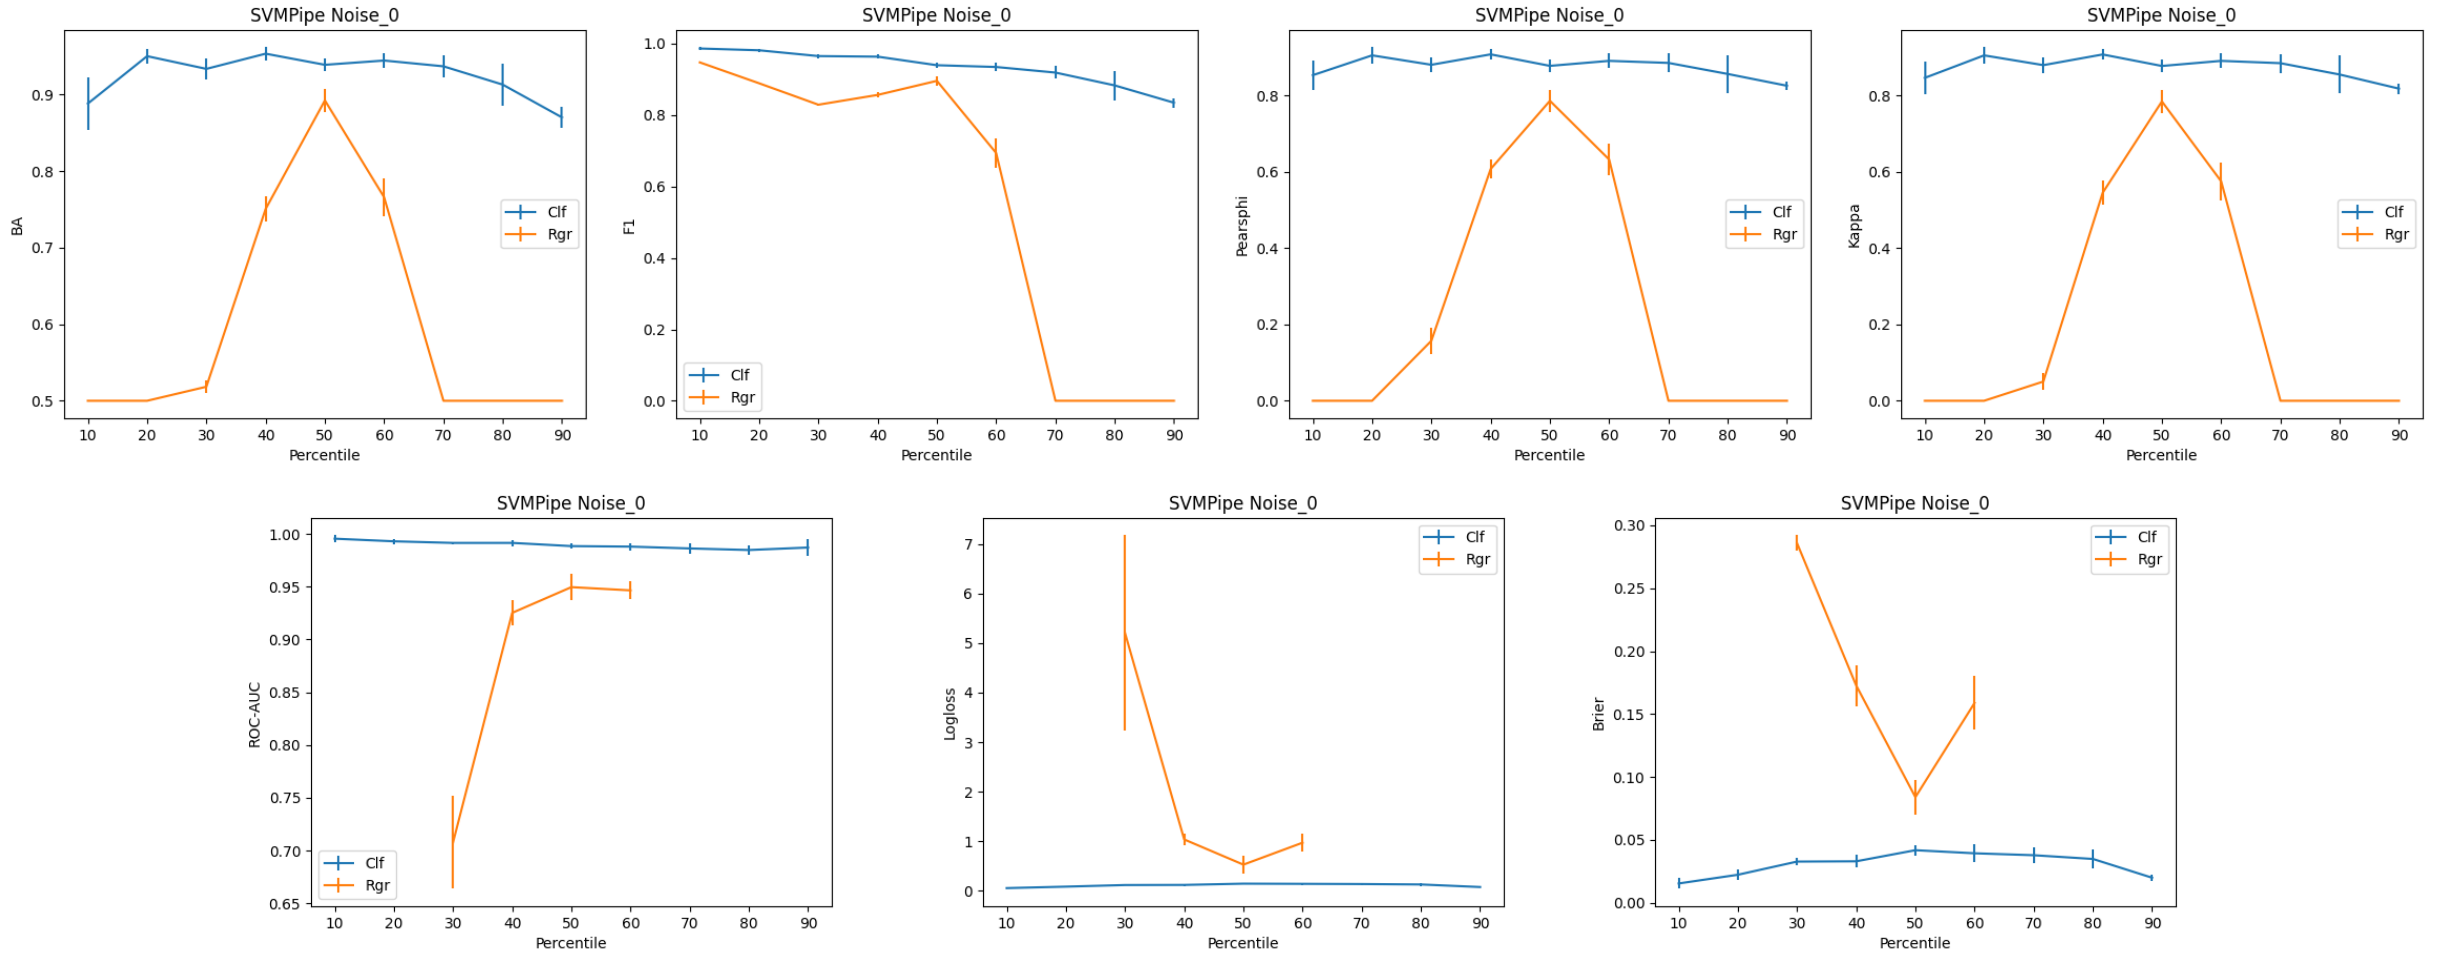 SVMPipe Noise_0
BA
0.9
0.8
0.7
0.6
0.5
Clf
Rgr
10 20 30 40 50 60 70 80 90
Percentile
SVMPipe Noise_0
F1
1.0
0.8
0.6
0.4
0.2
0.0
Clf
Rgr
10 20 30 40 50 60 70 80 90
Percentile
SVMPipe Noise_0
Pearsphi
0.8
0.6
0.4
0.2
0.0
Clf
Rgr
10 20 30 40 50 60 70 80 90
Percentile
SVMPipe Noise_0
Kappa
0.8
0.6
0.4
0.2
0.0
Clf
Rgr
10 20 30 40 50 60 70 80 90
Percentile
SVMPipe Noise_0
ROC-AUC
1.00
0.95
0.90
0.85
0.80
0.75
0.70
0.65
Clf
Rgr
10 20 30 40 50 60 70 80 90
Percentile
SVMPipe Noise_0
Logloss
7
6
5
4
3
2
1
0
Clf
Rgr
10 20 30 40 50 60 70 80 90
Percentile
SVMPipe Noise_0
Brier
0.30
0.25
0.20
0.15
0.10
0.05
0.00
Clf
Rgr
10 20 30 40 50 60 70 80 90
Percentile